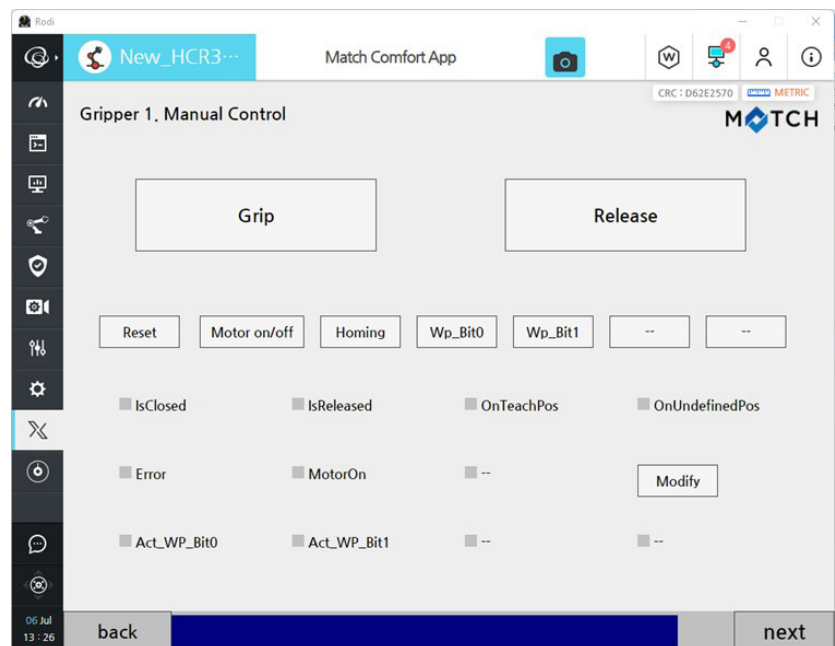 Rodi
New_HCR3···
Match Comfort App
W
4
CRC : D62E2570
METRIC
Gripper 1. Manual Control
MATCH
Grip
Release
Reset
Motor on/off
Homing
Wp_Bit0
Wp_Bit1
--
--
IsClosed
IsReleased
OnTeachPos
OnUndefinedPos
Error
MotorOn
--
Modify
Act_WP_Bit0
Act_WP_Bit1
--
--
06 Jul
13 : 26
back
next